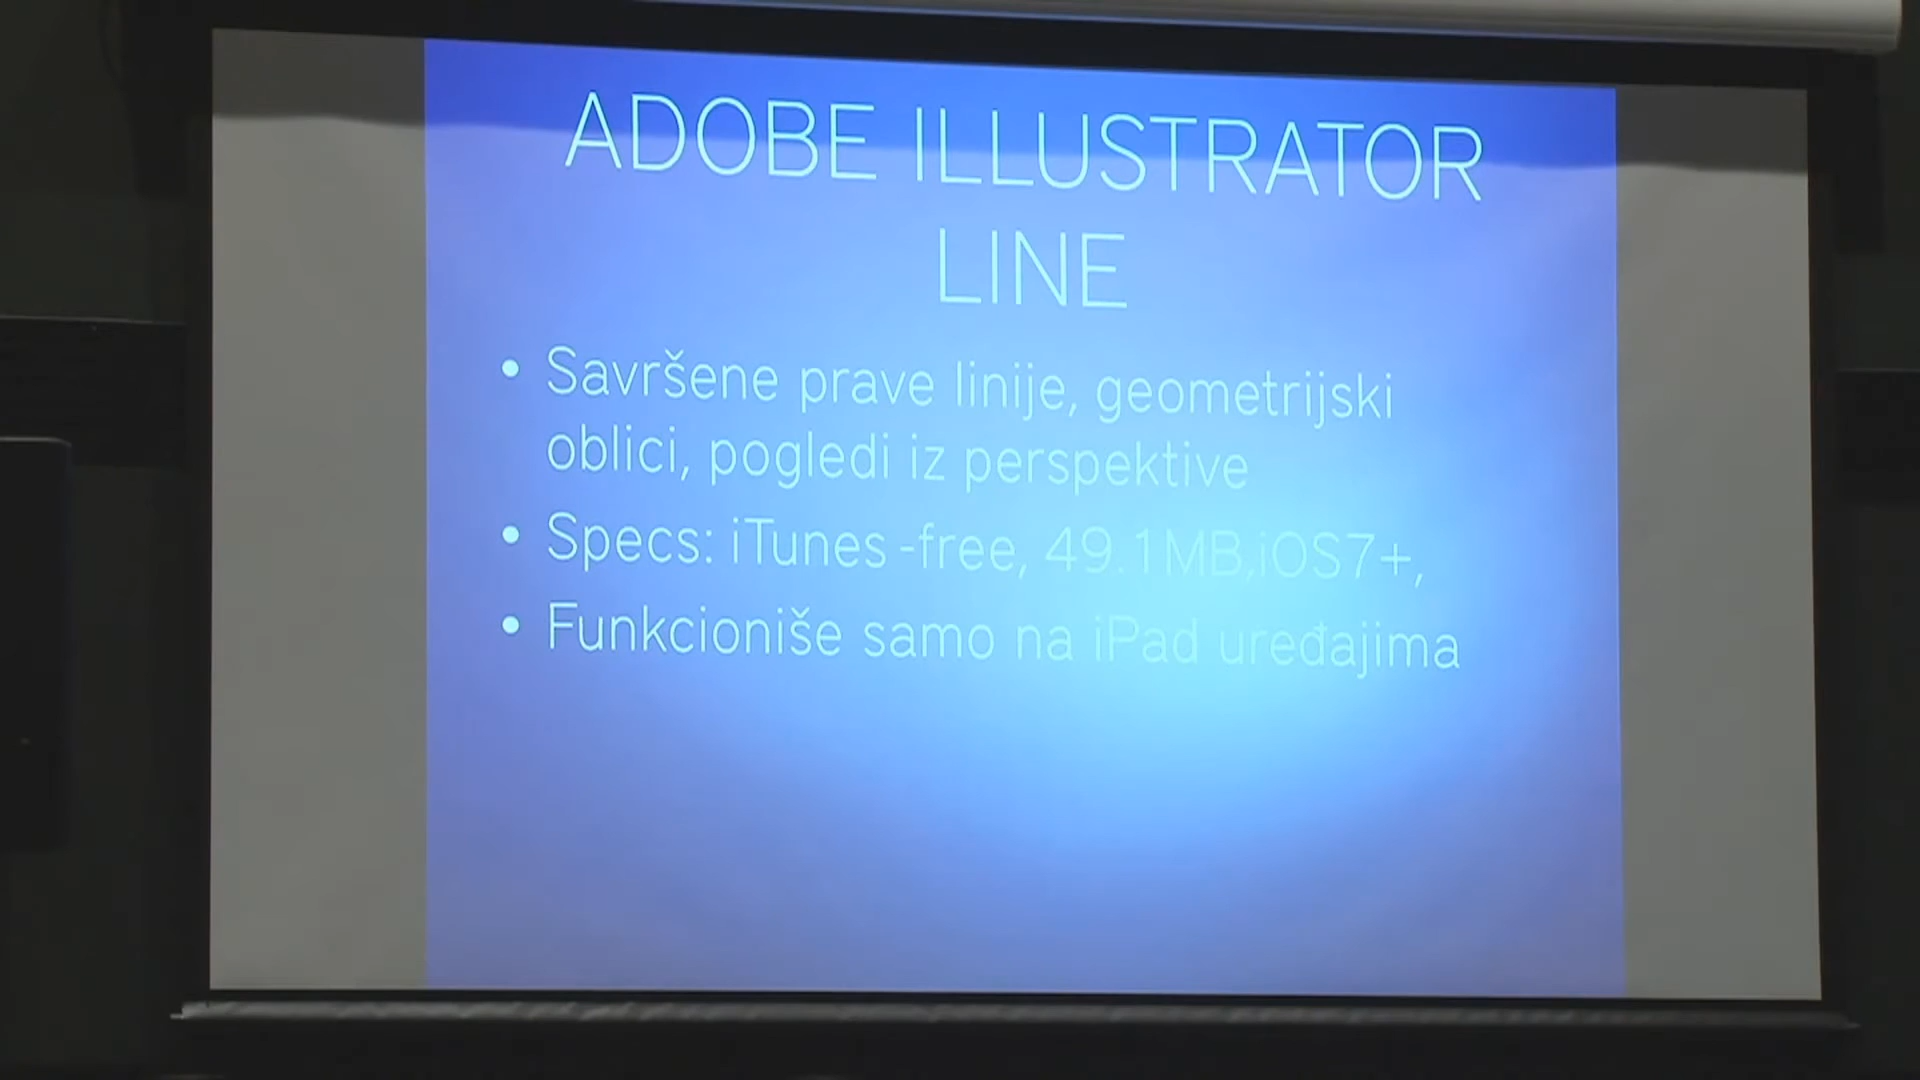 ADOBE ILLUSTRATOR
LINE
• Savršene prave linije, geometrijski
oblici, pogledi iz perspektive
• Specs: iTunes -free, 49.1MB,iOS7+,
• Funkcioniše samo na iPad uređajima